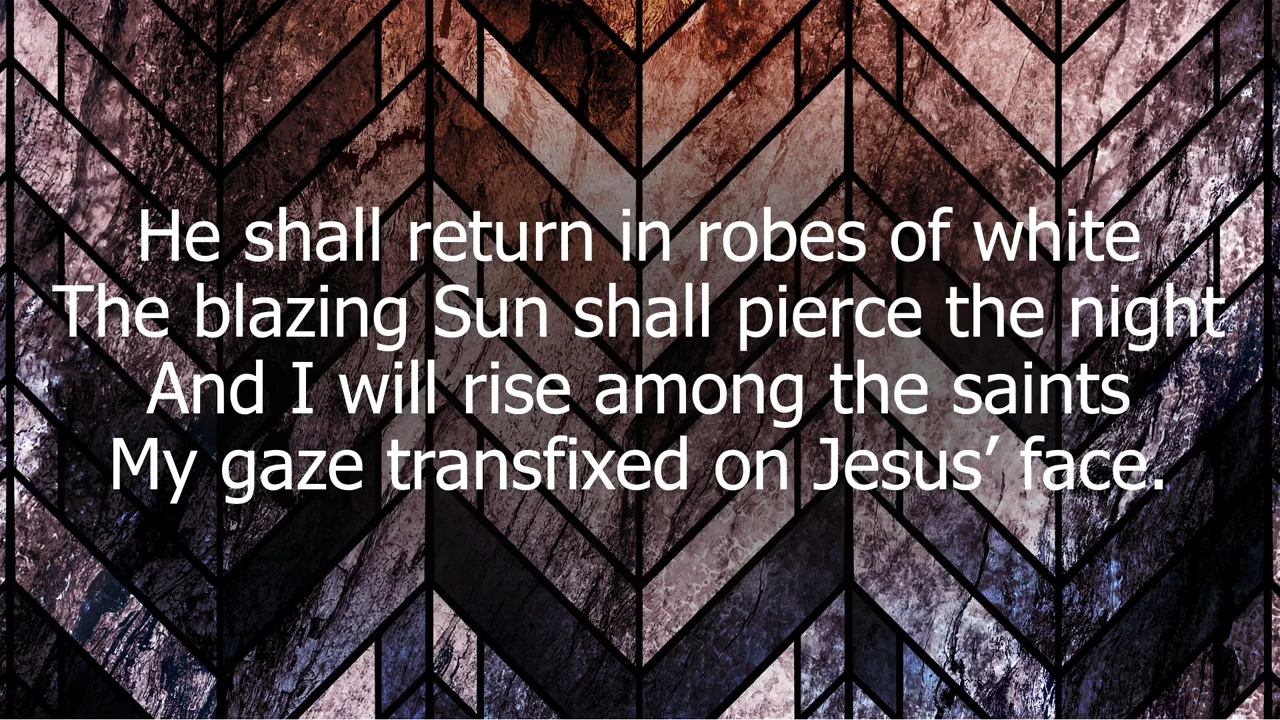 He shall return in robes of white
The blazing Sun shall pierce the night
And I will rise among the saints
My gaze transfixed on Jesus’ face.